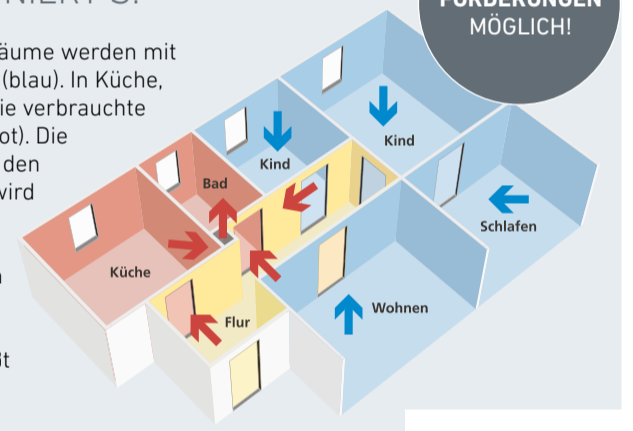 FÖRDERUNGEN
MÖGLICH!
äume werden mit
(blau). In Küche,
ie verbrauchte
ot). Die
den
wird
Kind
Kind
Bad
Schlafen
Küche
Wohnen
Flur